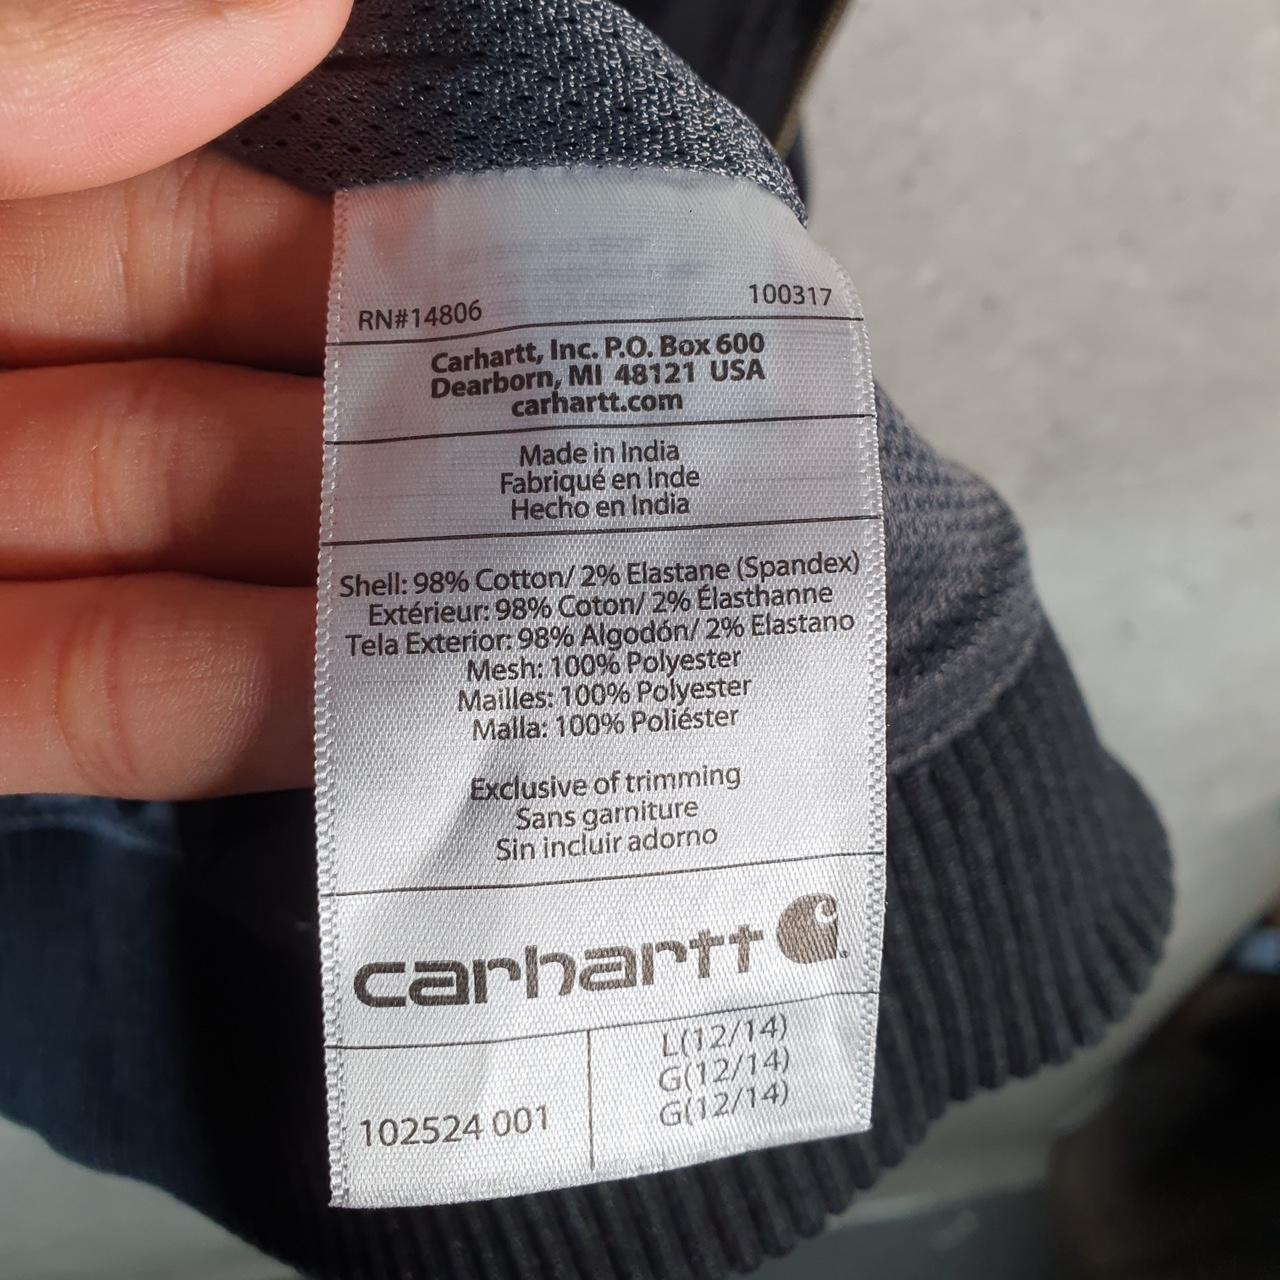 RN#14806 100317
Carhartt, Inc. P.O. Box 600
Dearborn, MI 48121 USA
carhartt.com
Made in India
Fabriqué en Inde
Hecho en India
Shell: 98% Cotton/ 2% Elastane (Spandex)
Extérieur: 98% Coton/ 2% Élasthanne
Tela Exterior: 98% Algodón/ 2% Elastano
Mesh: 100% Polyester
Mailles: 100% Polyester
Malla: 100% Poliéster
Exclusive of trimming
Sans garniture
Sin incluir adorno
carhartt
102524 001
L(12/14)
G(12/14)
G(12/14)